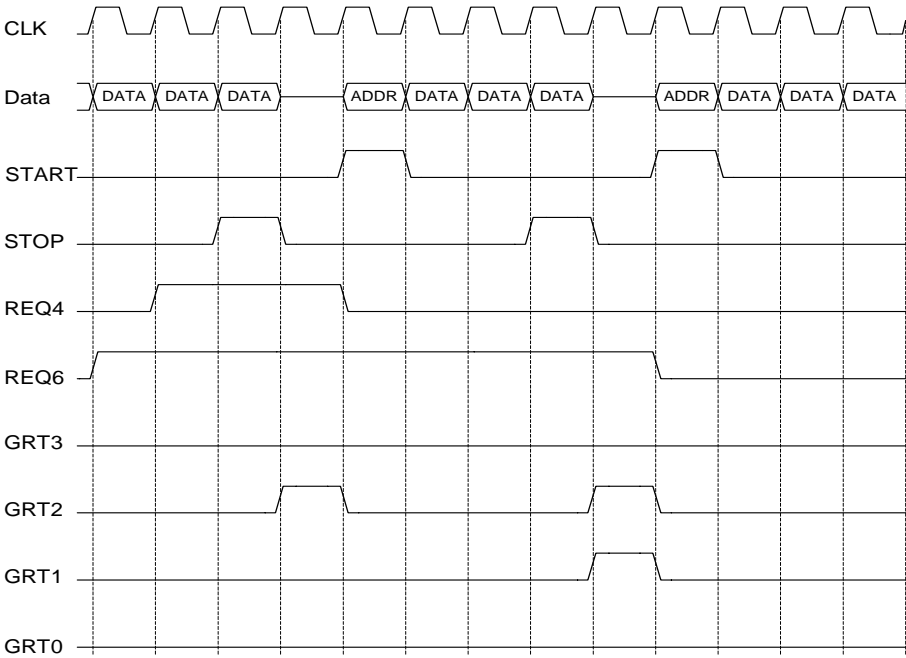 CLK
Data DATA DATA DATA ADDR DATA DATA DATA ADDR DATA DATA DATA
START
STOP
REQ4
REQ6
GRT3
GRT2
GRT1
GRT0